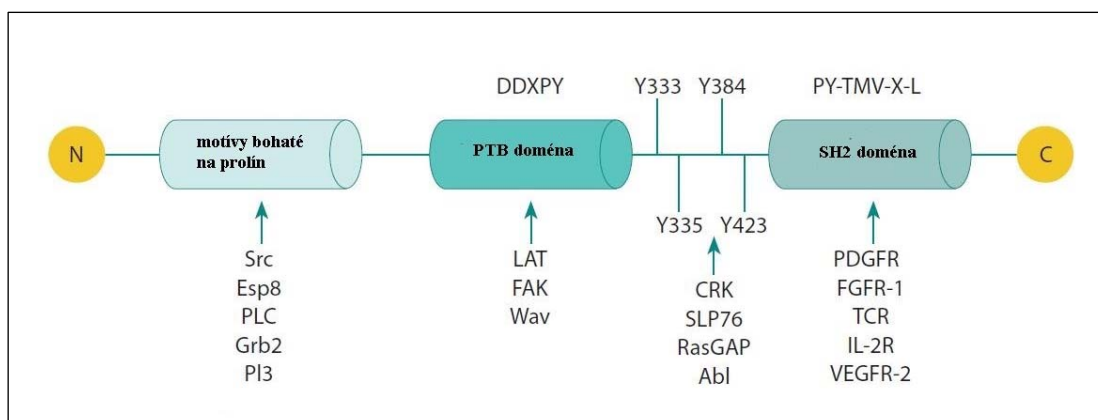 DDXPY
Y333
Y384
PY-TMV-X-L
N
motívy bohaté
na prolín
PTB doména
SH2 doména
C
Y335
Y423
Src
Esp8
PLC
Grb2
Pl3
LAT
FAK
Wav
CRK
SLP76
RasGAP
Abl
PDGFR
FGFR-1
TCR
IL-2R
VEGFR-2